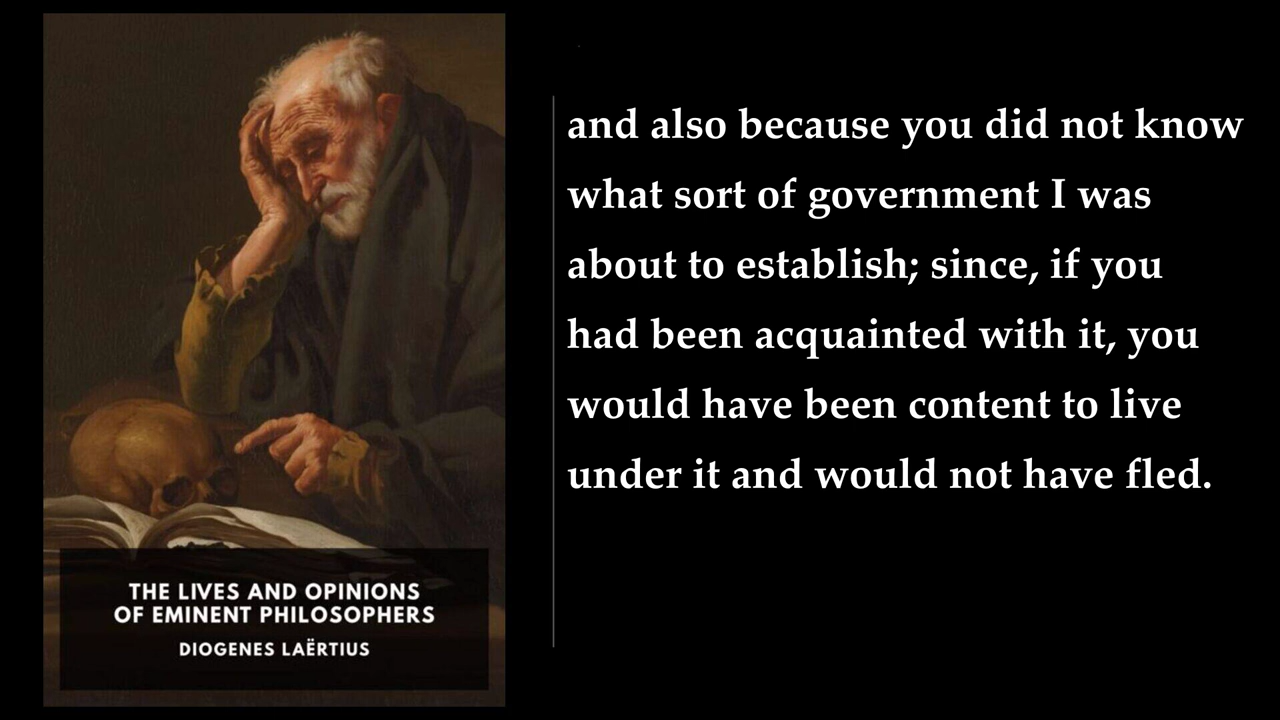 THE LIVES AND OPINIONS
OF EMINENT PHILOSOPHERS
DIOGENES LAËRTIUS
and also because you did not know
what sort of government I was
about to establish; since, if you
had been acquainted with it, you
would have been content to live
under it and would not have fled.